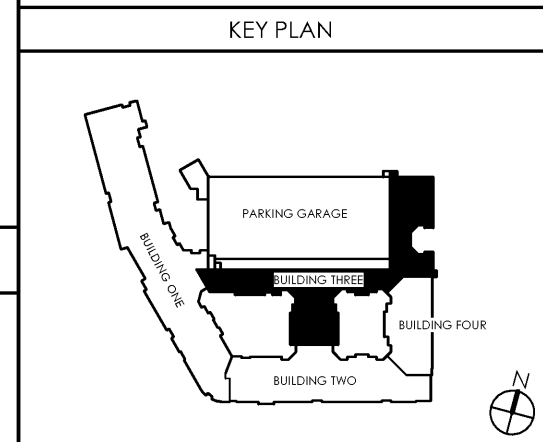 KEY PLAN
PARKING GARAGE
BUILDING ONE
BUILDING THREE
BUILDING FOUR
BUILDING TWO
N